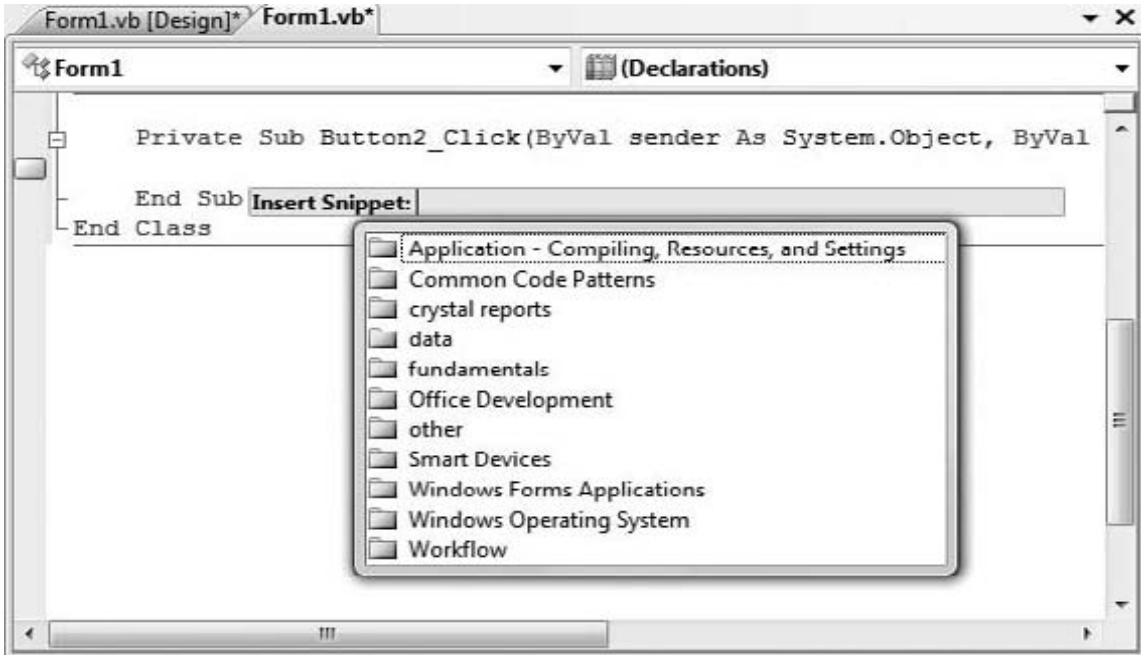 Form1.vb [Design]* Form1.vb*
Form1 (Declarations)
Private Sub Button2_Click(ByVal sender As System.Object, ByVal
End Sub Insert Snippet:
End Class
Application - Compiling, Resources, and Settings
Common Code Patterns
crystal reports
data
fundamentals
Office Development
other
Smart Devices
Windows Forms Applications
Windows Operating System
Workflow